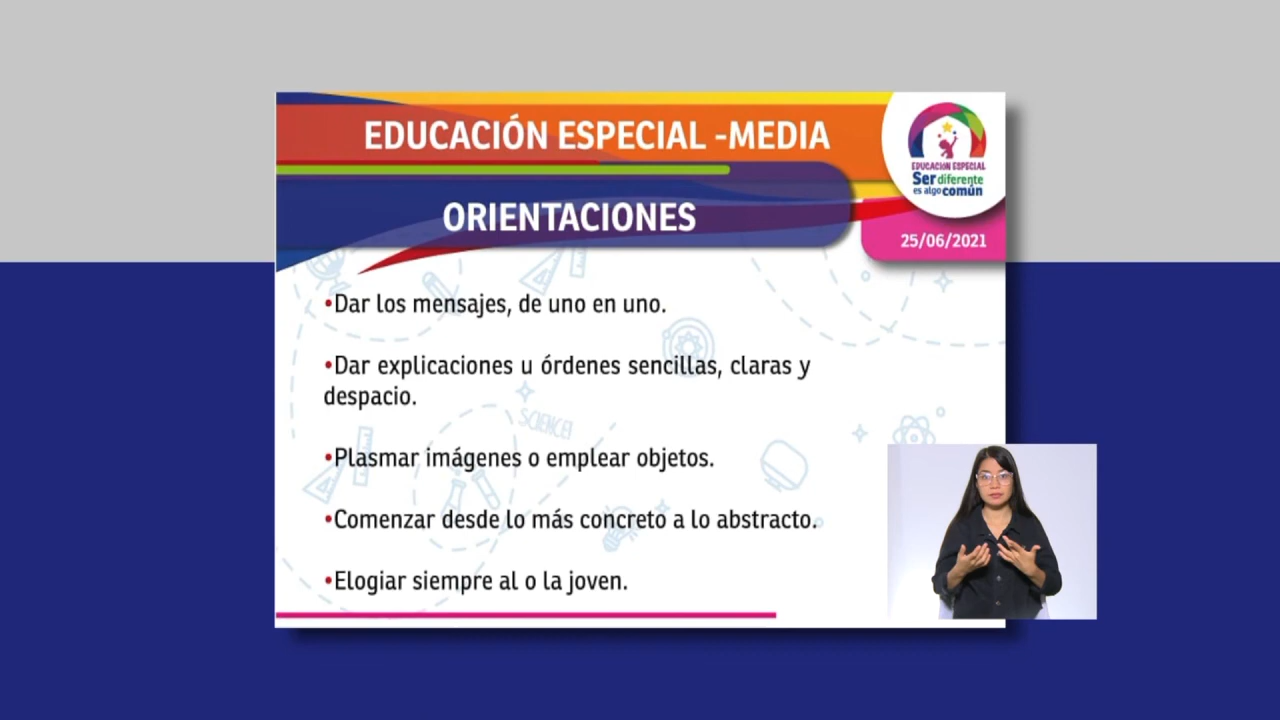 EDUCACIÓN ESPECIAL -MEDIA
EDUCACIÓN ESPECIAL
Ser diferente
es algo común
ORIENTACIONES
25/06/2021
•Dar los mensajes, de uno en uno.
•Dar explicaciones u órdenes sencillas, claras y
despacio.
SCIENCE!
•Plasmar imágenes o emplear objetos.
•Comenzar desde lo más concreto a lo abstracto.
•Elogiar siempre al o la joven.